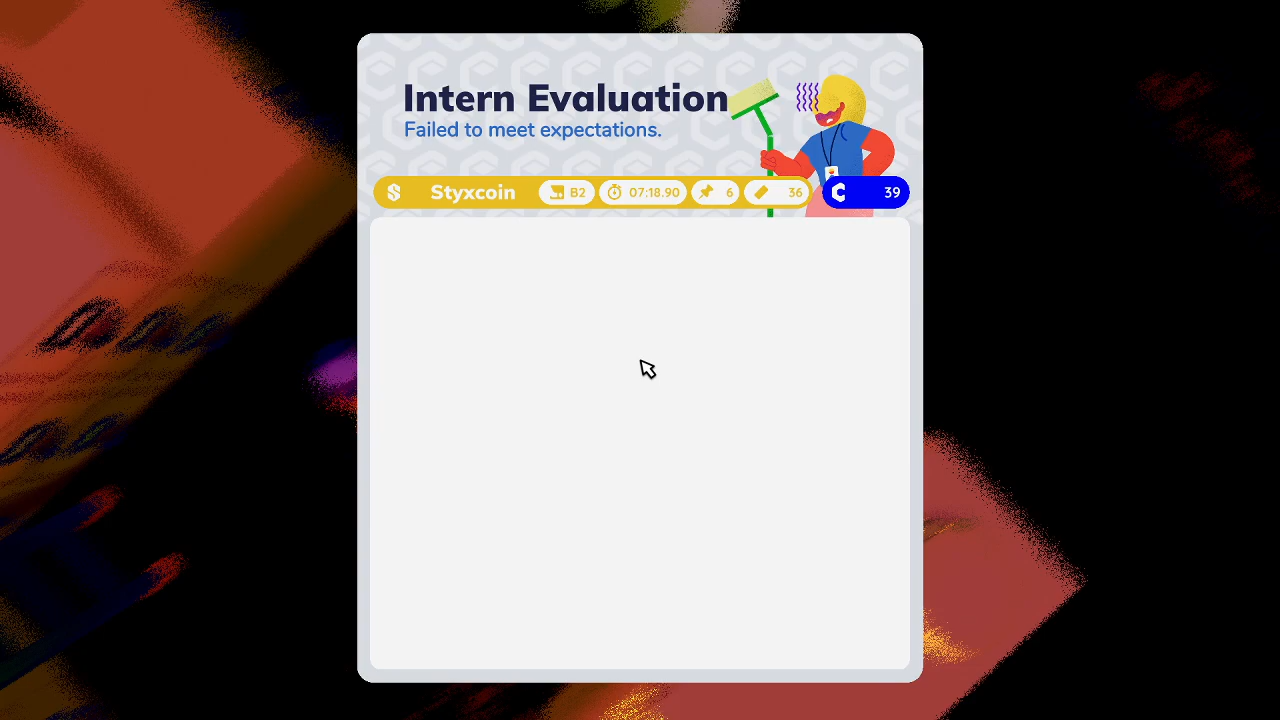 Intern Evaluation
Failed to meet expectations.
Styxcoin B2 07:18.90 6 36 39